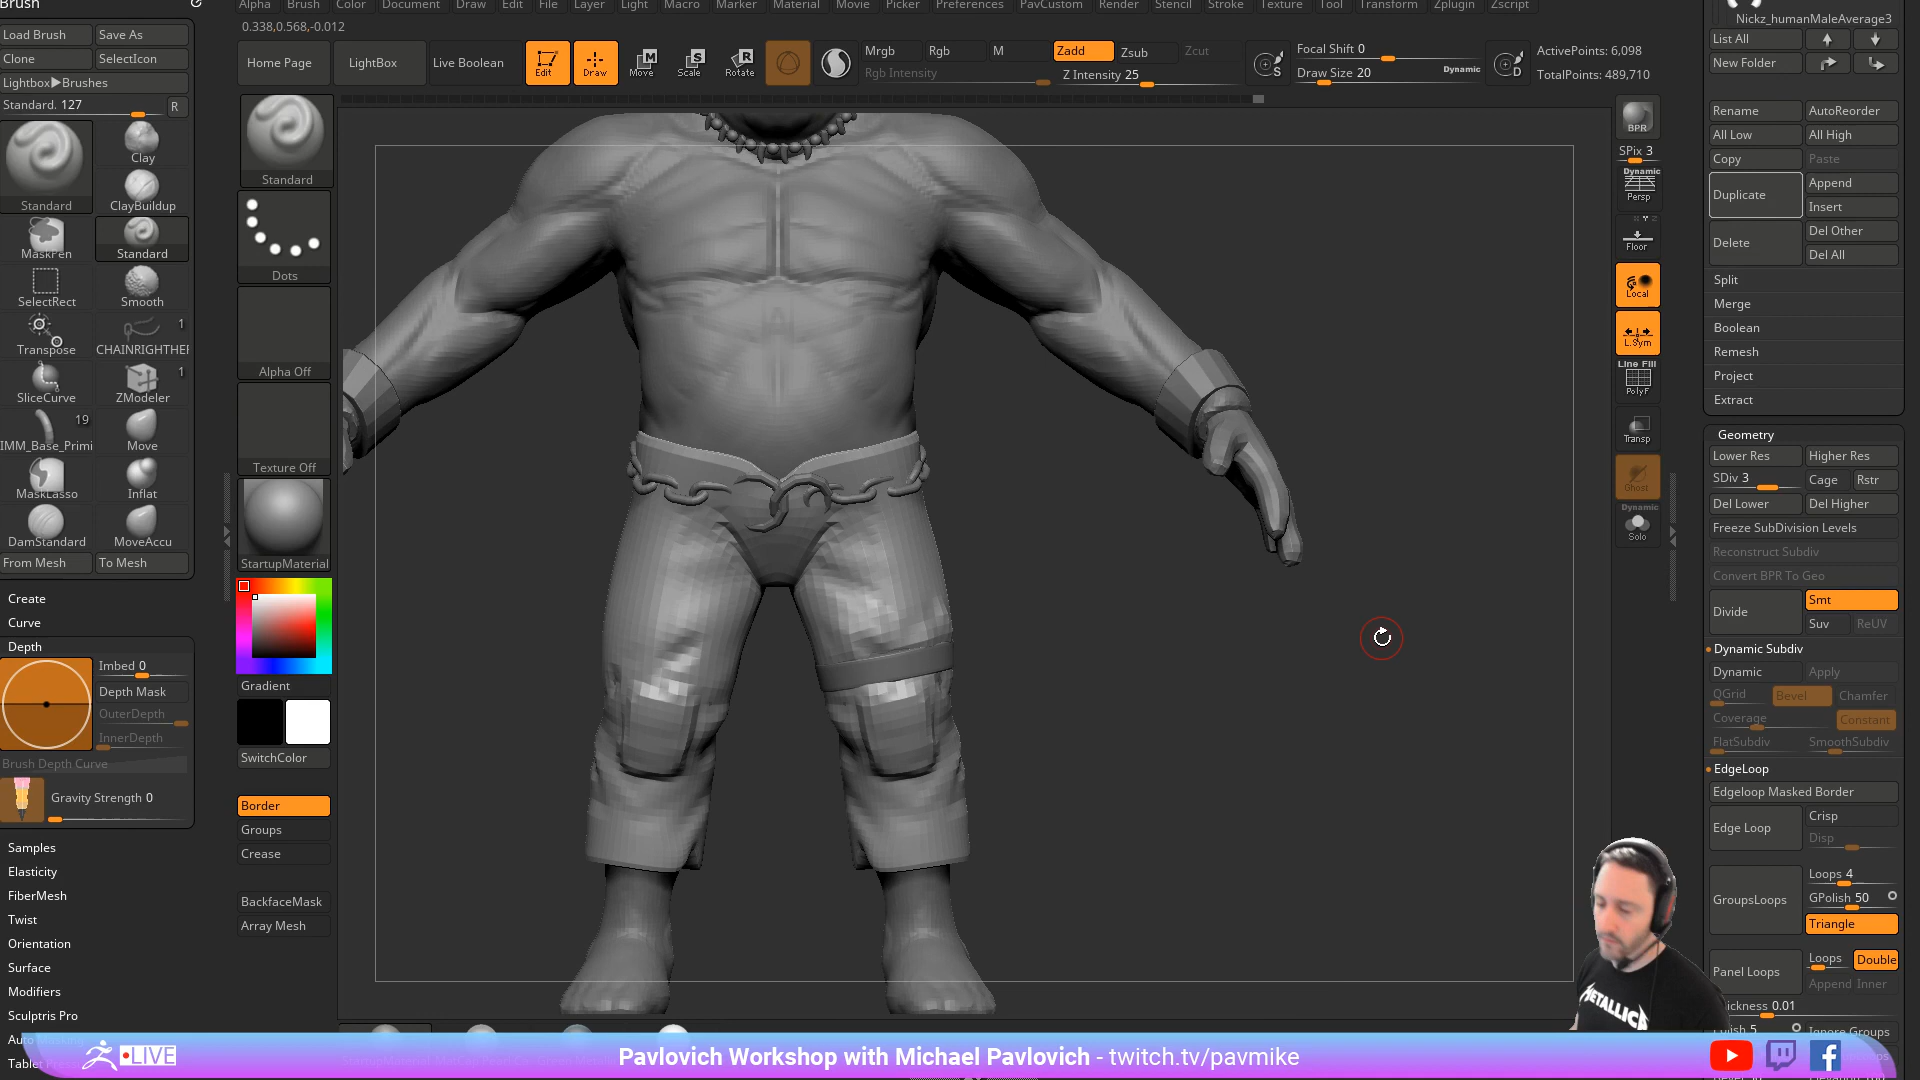 Brush
Alpha Brush Color Document Draw Edit File Layer Light Macro Marker Material Movie Picker Preferences PavCustom Render Stencil Stroke Texture Tool Transform Zplugin Zscript
0.338,0.568,-0.012
Load Brush Save As
Clone SelectIcon
Lightbox▶Brushes
Standard. 127 R
Standard
Clay
ClayBuildup
MaskPen Standard
SelectRect Smooth
1
Transpose CHAINRIGHTHEF
1
SliceCurve ZModeler
19
IMM_Base_Primi Move
MaskLasso Inflat
DamStandard MoveAccu
From Mesh To Mesh
Create
Curve
Depth
Imbed 0
Depth Mask
OuterDepth
InnerDepth
Brush Depth Curve
Gravity Strength 0
Samples
Elasticity
FiberMesh
Twist
Orientation
Surface
Modifiers
Sculptris Pro
Home Page LightBox Live Boolean Edit Draw Move Scale Rotate
Mrgb Rgb M Zadd Zsub Zcut
Rgb Intensity Z Intensity 25
Focal Shift 0
Draw Size 20 Dynamic
ActivePoints: 6,098
TotalPoints: 489,710
Standard
Dots
Alpha Off
Texture Off
StartupMaterial
Gradient
SwitchColor
Border
Groups
Crease
BackfaceMask
Array Mesh
BPR
SPix 3
Dynamic
Persp
Floor
Local
L.Sym
Line Fill
PolyF
Transp
Ghost
Dynamic
Solo
Nickz_humanMaleAverage3
List All
New Folder
Rename AutoReorder
All Low All High
Copy Paste
Duplicate Append
Insert
Delete Del Other
Del All
Split
Merge
Boolean
Remesh
Project
Extract
Geometry
Lower Res Higher Res
SDiv 3 Cage Rstr
Del Lower Del Higher
Freeze SubDivision Levels
Reconstruct Subdiv
Convert BPR To Geo
Divide Smt
Suv ReUV
Dynamic Subdiv
Dynamic Apply
QGrid Bevel Chamfer
Coverage Constant
FlatSubdiv SmoothSubdiv
EdgeLoop
Edgeloop Masked Border
Edge Loop Crisp
Disp
GroupsLoops Loops 4
GPolish 50
Triangle
Panel Loops Loops Double
Append Inner
ickness 0.01
Ignore Groups
METALLICA
LIVE
Pavlovich Workshop with Michael Pavlovich - twitch.tv/pavmike